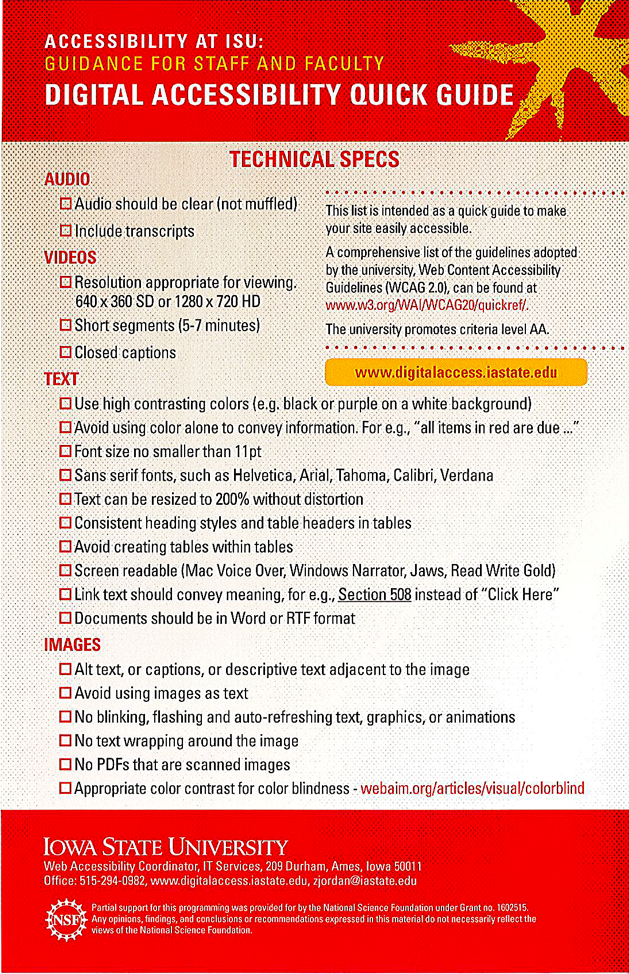 ACCESSIBILITY AT ISU:
GUIDANCE FOR STAFF AND FACULTY
DIGITAL ACCESSIBILITY QUICK GUIDE
TECHNICAL SPECS
AUDIO
Audio should be clear (not muffled)
Include transcripts
VIDEOS
Resolution appropriate for viewing.
640 x 360 SD or 1280 x 720 HD
Short segments (5-7 minutes)
Closed captions
This list is intended as a quick guide to make
your site easily accessible.
A comprehensive list of the guidelines adopted
by the university, Web Content Accessibility
Guidelines (WCAG 2.0), can be found at
www.w3.org/WAI/WCAG20/quickref/.
The university promotes criteria level AA.
www.digitalaccess.iastate.edu
TEXT
Use high contrasting colors (e.g. black or purple on a white background)
Avoid using color alone to convey information. For e.g., “all items in red are due ...”
Font size no smaller than 11pt
Sans serif fonts, such as Helvetica, Arial, Tahoma, Calibri, Verdana
Text can be resized to 200% without distortion
Consistent heading styles and table headers in tables
Avoid creating tables within tables
Screen readable (Mac Voice Over, Windows Narrator, Jaws, Read Write Gold)
Link text should convey meaning, for e.g., Section 508 instead of “Click Here”
Documents should be in Word or RTF format
IMAGES
Alt text, or captions, or descriptive text adjacent to the image
Avoid using images as text
No blinking, flashing and auto-refreshing text, graphics, or animations
No text wrapping around the image
No PDFs that are scanned images
Appropriate color contrast for color blindness - webaim.org/articles/visual/colorblind
IOWA STATE UNIVERSITY
Web Accessibility Coordinator, IT Services, 209 Durham, Ames, Iowa 50011
Office: 515-294-0982, www.digitalaccess.iastate.edu, zjordan@iastate.edu
NSF
Partial support for this programming was provided for by the National Science Foundation under Grant no. 1602515.
Any opinions, findings, and conclusions or recommendations expressed in this material do not necessarily reflect the
views of the National Science Foundation.